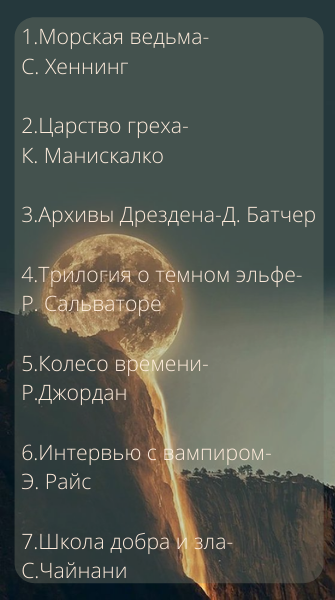 1.Морская ведьма-
С. Хеннинг
2.Царство греха-
К. Манискалко
3.Архивы Дрездена-Д. Батчер
4.Трилогия о темном эльфе-
Р. Сальваторе
5.Колесо времени-
Р.Джордан
6.Интервью с вампиром-
Э. Райс
7.Школа добра и зла-
С.Чайнани